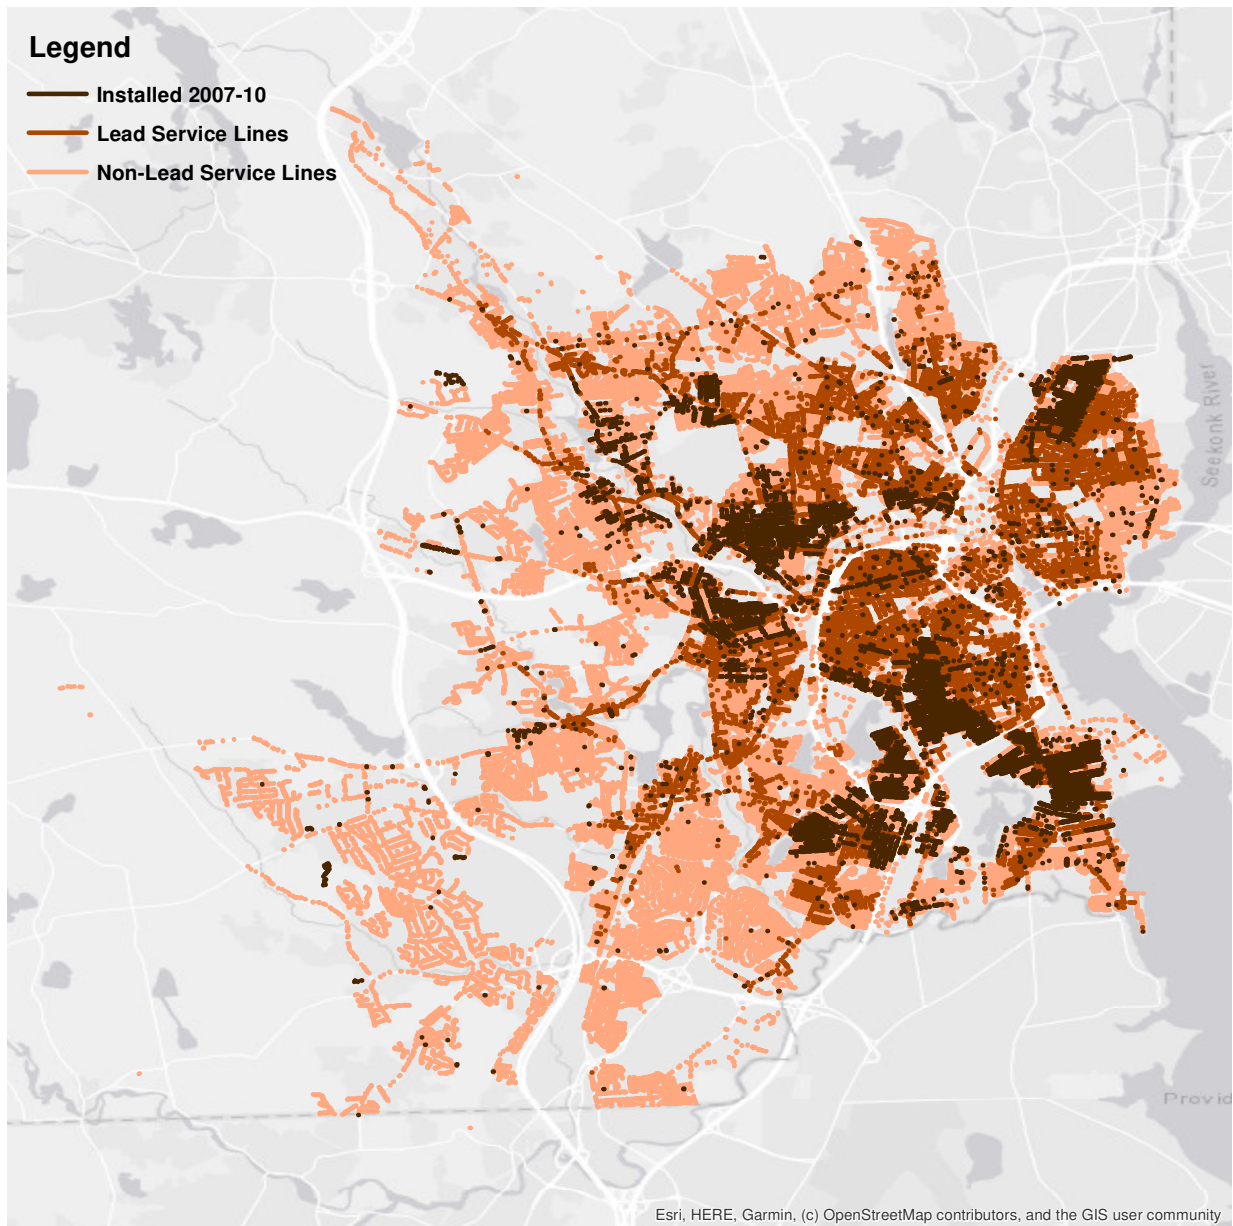 Legend
Installed 2007-10
Lead Service Lines
Non-Lead Service Lines
Seekonk River
Provid
Esri, HERE, Garmin, (c) OpenStreetMap contributors, and the GIS user community